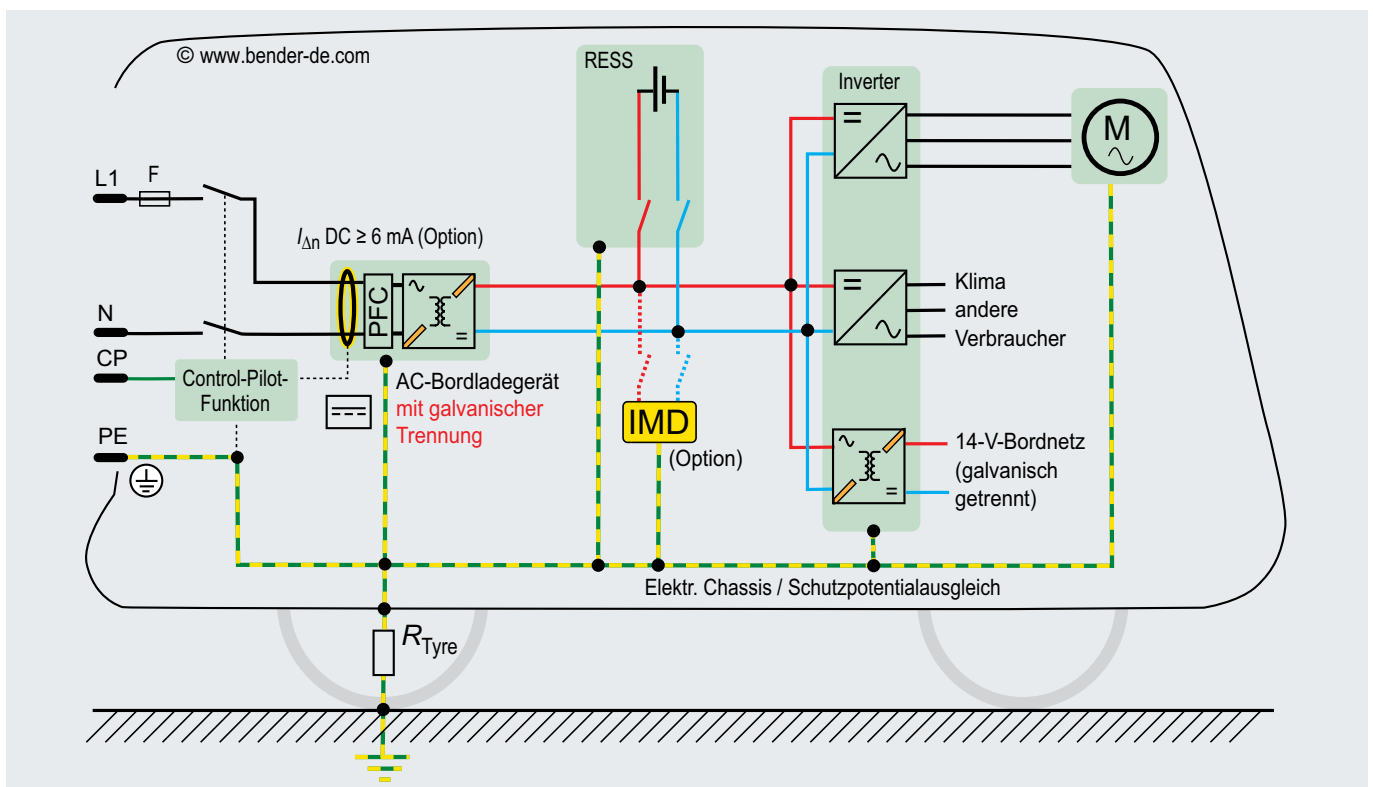 © www.bender-de.com
RESS
Inverter
M
L1
F
I∆n DC ≥ 6 mA (Option)
PFC
N
CP
Control-Pilot-
Funktion
AC-Bordladegerät
mit galvanischer
Trennung
IMD
(Option)
Klima
andere
Verbraucher
14-V-Bordnetz
(galvanisch
getrennt)
PE
Elektr. Chassis / Schutzpotentialausgleich
RTyre